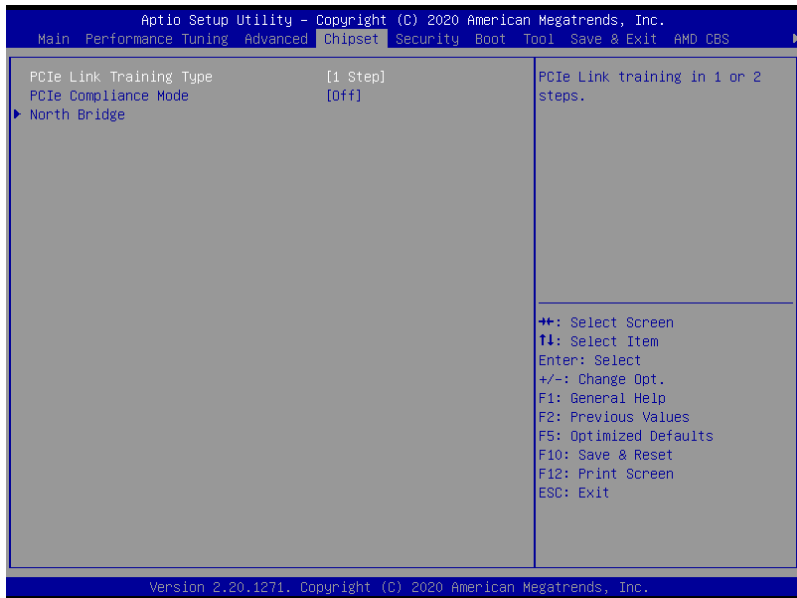 Aptio Setup Utility – Copyright (C) 2020 American Megatrends, Inc.
Main Performance Tuning Advanced Chipset Security Boot Tool Save & Exit AMD CBS
PCIe Link Training Type [1 Step]
PCIe Compliance Mode [Off]
North Bridge
PCIe Link training in 1 or 2
steps.
→←: Select Screen
↑↓: Select Item
Enter: Select
+/-: Change Opt.
F1: General Help
F2: Previous Values
F5: Optimized Defaults
F10: Save & Reset
F12: Print Screen
ESC: Exit
Version 2.20.1271. Copyright (C) 2020 American Megatrends, Inc.